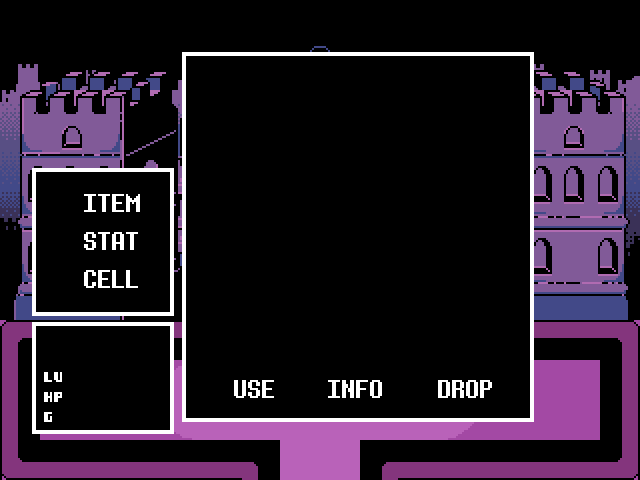 ITEM
STAT
CELL
LV
HP
G
USE INFO DROP